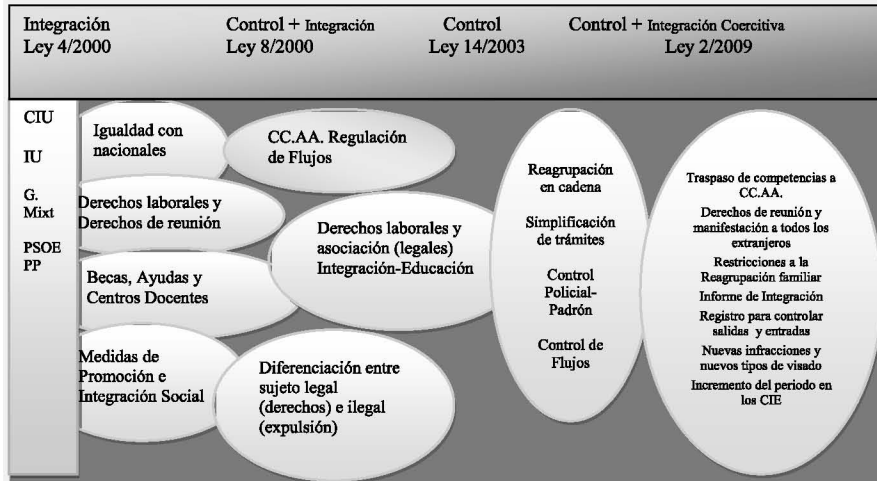 Integración
Ley 4/2000
Control + Integración
Ley 8/2000
Control
Ley 14/2003
Control + Integración Coercitiva
Ley 2/2009
CIU
IU
G.
Mixt
PSOE
PP
Igualdad con
nacionales
Derechos laborales y
Derechos de reunión
Becas, Ayudas y
Centros Docentes
Medidas de
Promoción e
Integración Social
CC.AA. Regulación
de Flujos
Derechos laborales y
asociación (legales)
Integración-Educación
Diferenciación entre
sujeto legal
(derechos) e ilegal
(expulsión)
Reagrupación
en cadena
Simplificación
de trámites
Control
Policial-
Padrón
Control de
Flujos
Traspaso de competencias a
CC.AA.
Derechos de reunión y
manifestación a todos los
extranjeros
Restricciones a la
Reagrupación familiar
Informe de Integración
Registro para controlar
salidas y entradas
Nuevas infracciones y
nuevos tipos de visado
Incremento del periodo en
los CIE